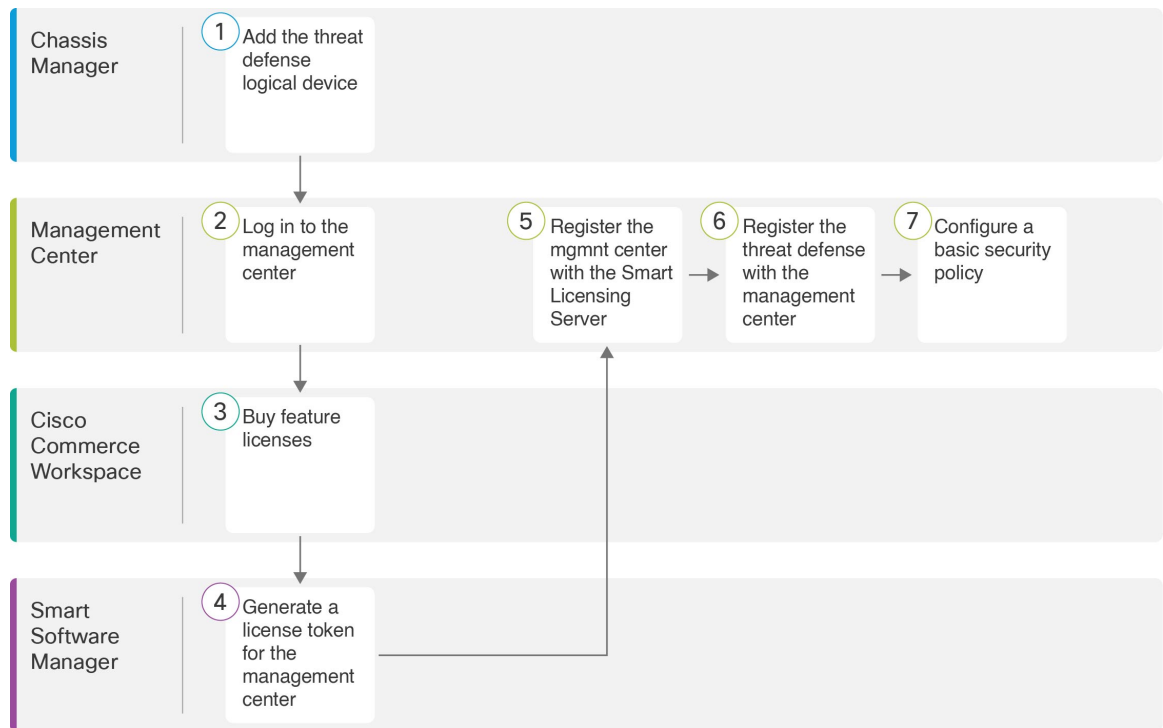 Chassis
Manager
1
Add the threat
defense
logical device
Management
Center
2
Log in to the
management
center
5
Register the
mgmnt center
with the Smart
Licensing
Server
6
Register the
threat defense
with the
management
center
7
Configure a
basic security
policy
Cisco
Commerce
Workspace
3
Buy feature
licenses
Smart
Software
Manager
4
Generate a
license token
for the
management
center